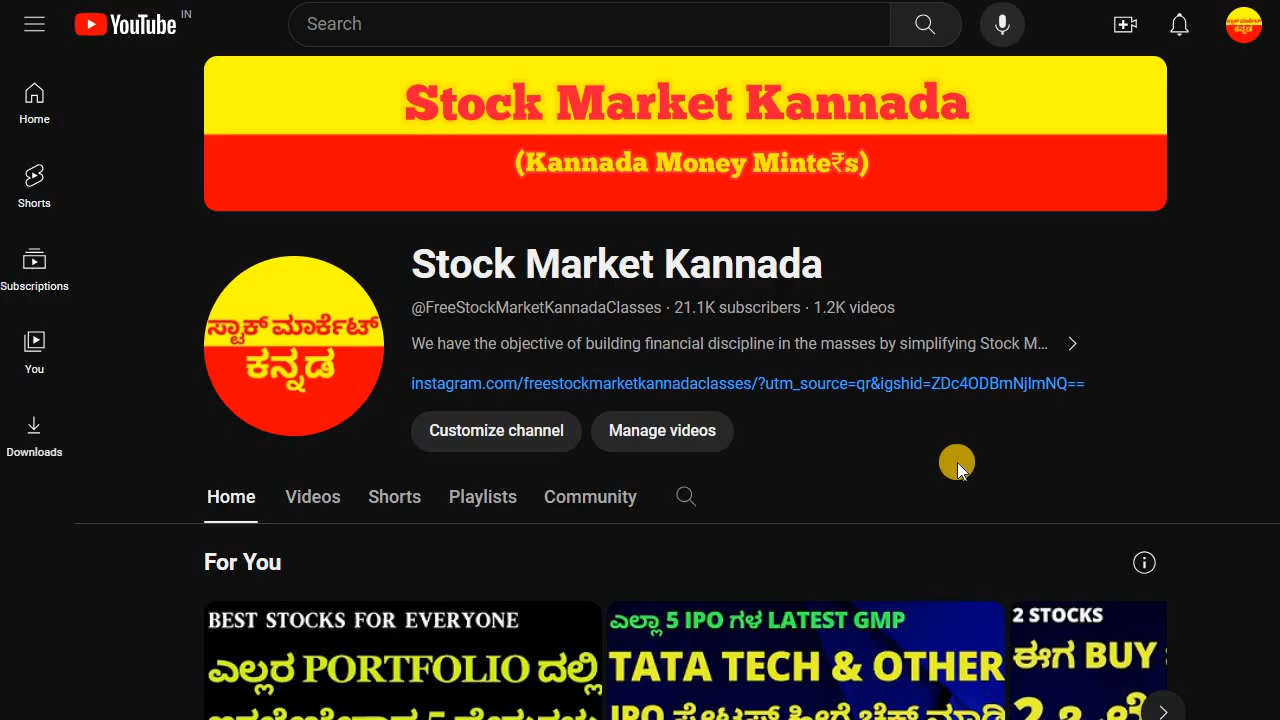 YouTube IN
Search
Home
Shorts
Subscriptions
You
Downloads
Stock Market Kannada
(Kannada Money Minte₹s)
ಸ್ಟಾಕ್ ಮಾರ್ಕೆಟ್
ಕನ್ನಡ
Stock Market Kannada
@FreeStockMarketKannadaClasses · 21.1K subscribers · 1.2K videos
We have the objective of building financial discipline in the masses by simplifying Stock M...
instagram.com/freestockmarketkannadaclasses/?utm_source=qr&igshid=ZDc4ODBmNjlmNQ==
Customize channel Manage videos
Home Videos Shorts Playlists Community
For You
BEST STOCKS FOR EVERYONE
ಎಲ್ಲರ PORTFOLIO ದಲ್ಲಿ
ಎಲ್ಲಾ 5 IPO ಗಳ LATEST GMP
TATA TECH & OTHER
2 STOCKS
ಈಗ BUY